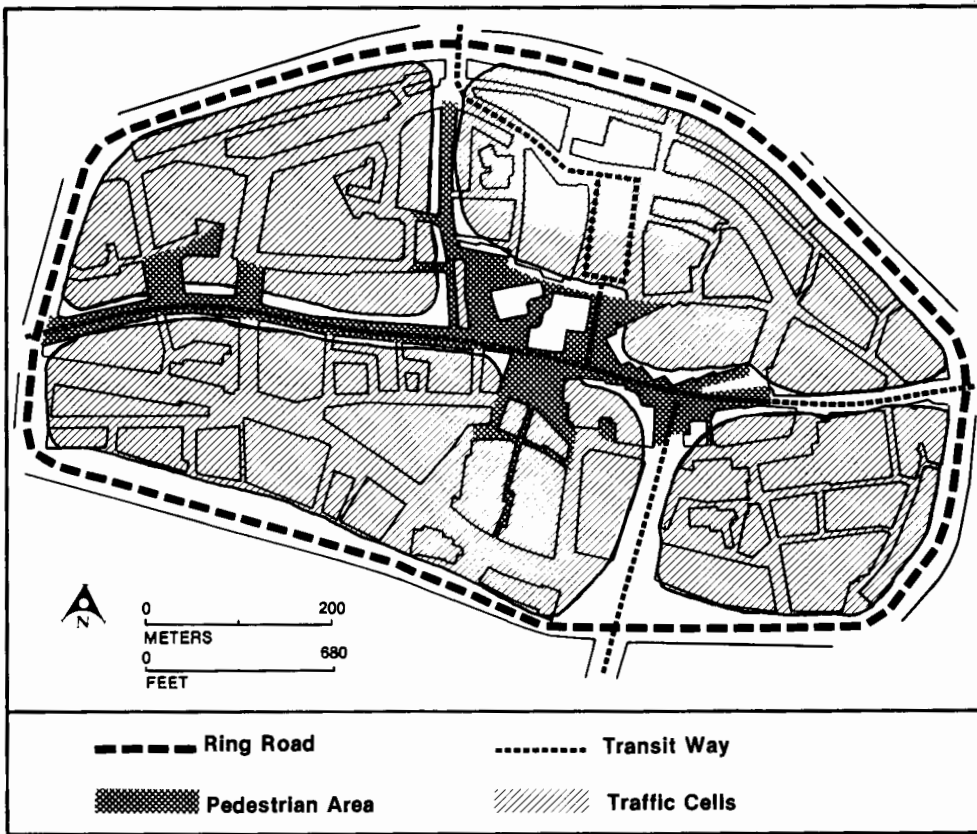 N
0 200
METERS
0 680
FEET
Ring Road
Transit Way
Pedestrian Area
Traffic Cells